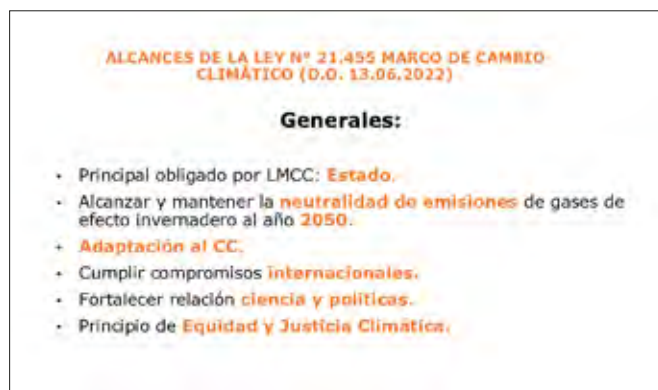 ALCANCES DE LA LEY N° 21.455 MARCO DE CAMBIO
CLIMÁTICO (D.O. 13.06.2022)
Generales:
• Principal obligado por LMCC: Estado.
• Alcanzar y mantener la neutralidad de emisiones de gases de
efecto invernadero al año 2050.
• Adaptación al CC.
• Cumplir compromisos internacionales.
• Fortalecer relación ciencia y políticas.
• Principio de Equidad y Justicia Climática.